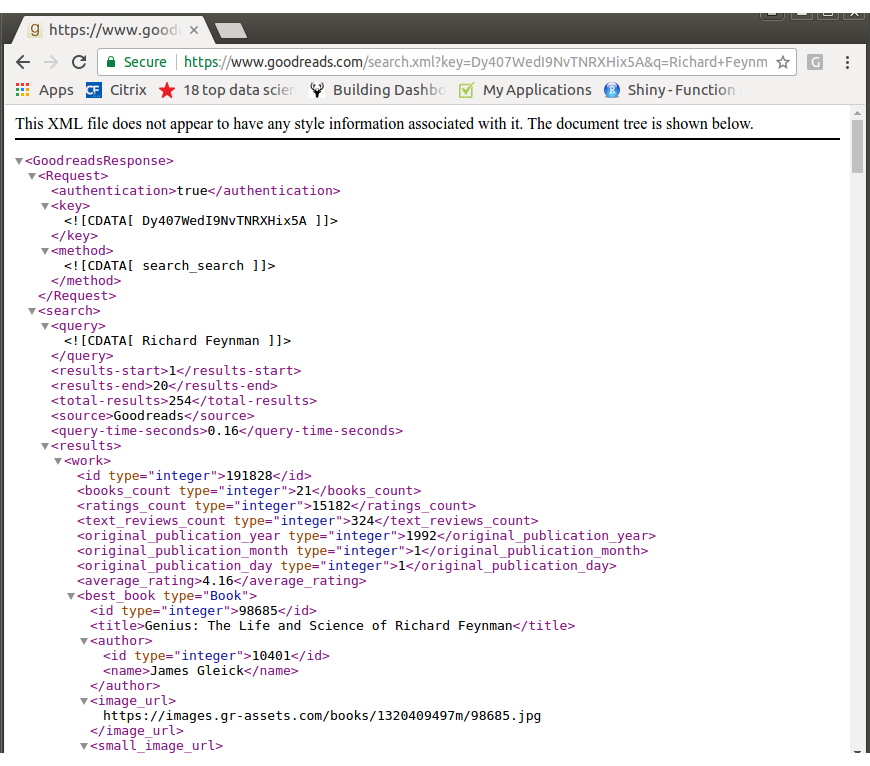 https://www.good
Secure https://www.goodreads.com/search.xml?key=Dy407WedI9NvTNRXHix5A&q=Richard+Feynm
Apps Citrix 18 top data scien Building Dashbo My Applications Shiny - Function
This XML file does not appear to have any style information associated with it. The document tree is shown below.
<GoodreadsResponse>
<Request>
<authentication>true</authentication>
<key>
<![CDATA[ Dy407WedI9NvTNRXHix5A ]]>
</key>
<method>
<![CDATA[ search_search ]]>
</method>
</Request>
<search>
<query>
<![CDATA[ Richard Feynman ]]>
</query>
<results-start>1</results-start>
<results-end>20</results-end>
<total-results>254</total-results>
<source>Goodreads</source>
<query-time-seconds>0.16</query-time-seconds>
<results>
<work>
<id type="integer">191828</id>
<books_count type="integer">21</books_count>
<ratings_count type="integer">15182</ratings_count>
<text_reviews_count type="integer">324</text_reviews_count>
<original_publication_year type="integer">1992</original_publication_year>
<original_publication_month type="integer">1</original_publication_month>
<original_publication_day type="integer">1</original_publication_day>
<average_rating>4.16</average_rating>
<best_book type="Book">
<id type="integer">98685</id>
<title>Genius: The Life and Science of Richard Feynman</title>
<author>
<id type="integer">10401</id>
<name>James Gleick</name>
</author>
<image_url>
https://images.gr-assets.com/books/1320409497m/98685.jpg
</image_url>
<small_image_url>